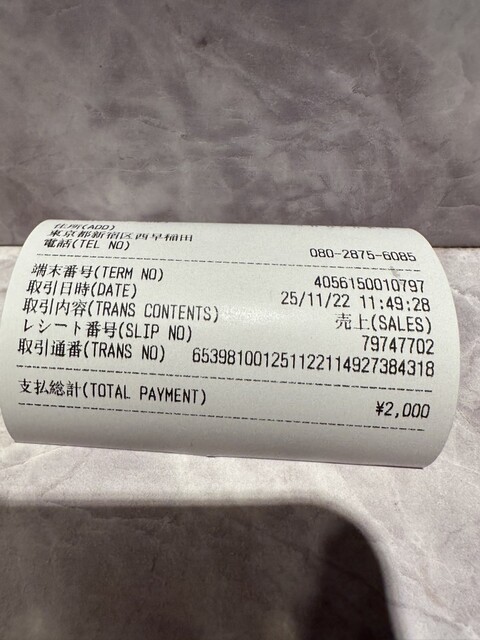 住所(ADD)
東京都新宿区西早稲田
電話(TEL NO) 080-2875-6085
端末番号(TERM NO) 4056150010797
取引日時(DATE) 25/11/22 11:49:28
取引内容(TRANS CONTENTS) 売上(SALES)
レシート番号(SLIP NO) 79747702
取引通番(TRANS NO) 653981001251122114927384318
支払総計(TOTAL PAYMENT) ¥2,000